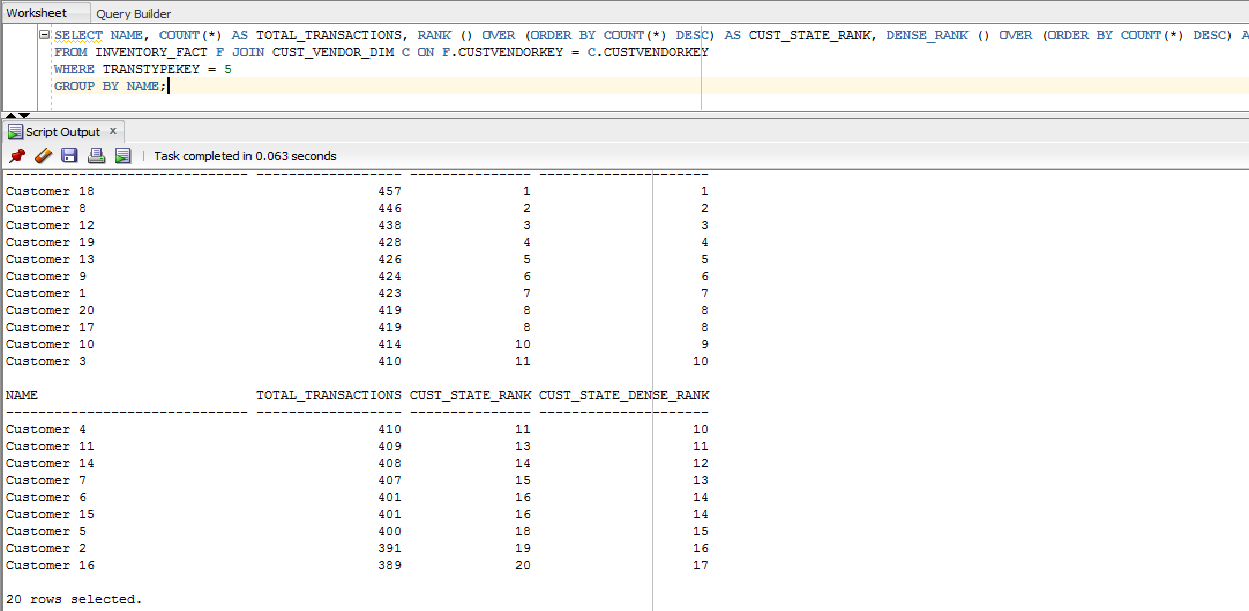 Worksheet Query Builder
SELECT NAME, COUNT(*) AS TOTAL_TRANSACTIONS, RANK () OVER (ORDER BY COUNT(*) DESC) AS CUST_STATE_RANK, DENSE_RANK () OVER (ORDER BY COUNT(*) DESC) A
FROM INVENTORY_FACT F JOIN CUST_VENDOR_DIM C ON F.CUSTVENDORKEY = C.CUSTVENDORKEY
WHERE TRANSTYPEKEY = 5
GROUP BY NAME;
Script Output x
Task completed in 0.063 seconds
------------------------------ ------------------ --------------- ---------------------
Customer 18 457 1 1
Customer 8 446 2 2
Customer 12 438 3 3
Customer 19 428 4 4
Customer 13 426 5 5
Customer 9 424 6 6
Customer 1 423 7 7
Customer 20 419 8 8
Customer 17 419 8 8
Customer 10 414 10 9
Customer 3 410 11 10
NAME TOTAL_TRANSACTIONS CUST_STATE_RANK CUST_STATE_DENSE_RANK
------------------------------ ------------------ --------------- ---------------------
Customer 4 410 11 10
Customer 11 409 13 11
Customer 14 408 14 12
Customer 7 407 15 13
Customer 6 401 16 14
Customer 15 401 16 14
Customer 5 400 18 15
Customer 2 391 19 16
Customer 16 389 20 17
20 rows selected.